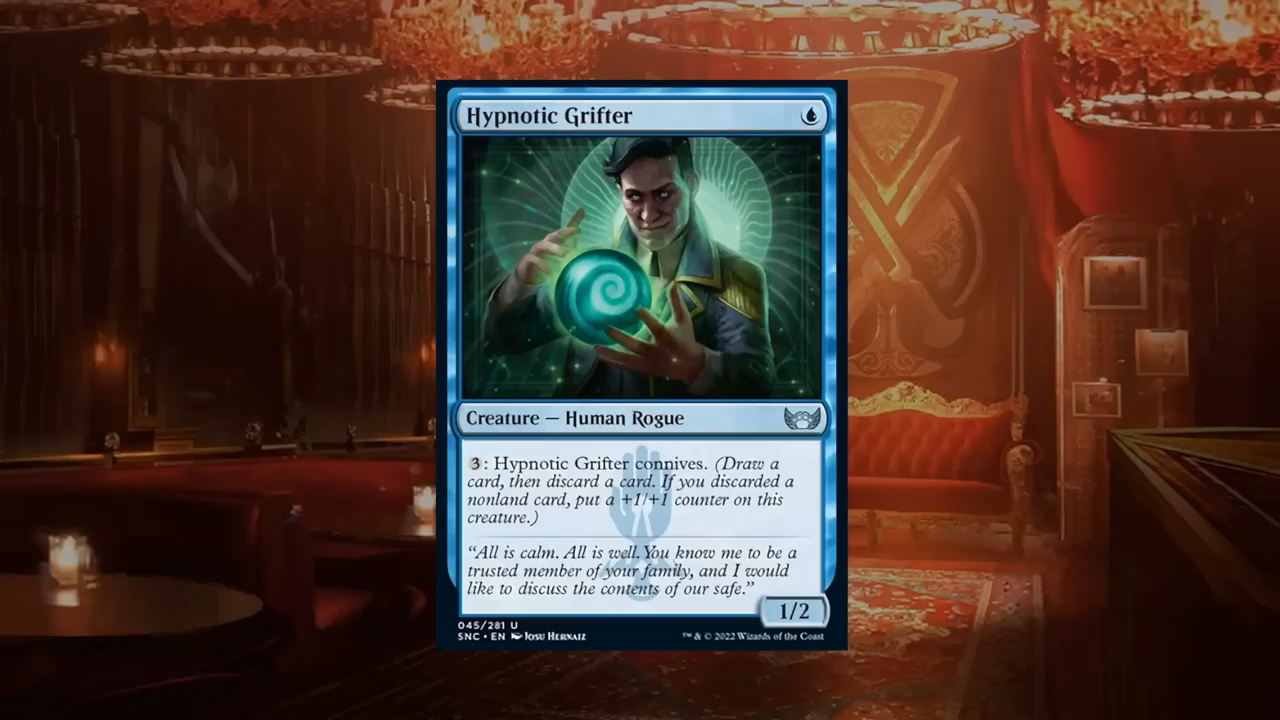 Hypnotic Grifter
Creature — Human Rogue
3: Hypnotic Grifter connives. (Draw a
card, then discard a card. If you discarded a
nonland card, put a +1/+1 counter on this
creature.)
“All is calm. All is well. You know me to be a
trusted member of your family, and I would
like to discuss the contents of our safe.”
1/2
045/281 U
SNC • EN Josu Hernaiz
™ & © 2022 Wizards of the Coast